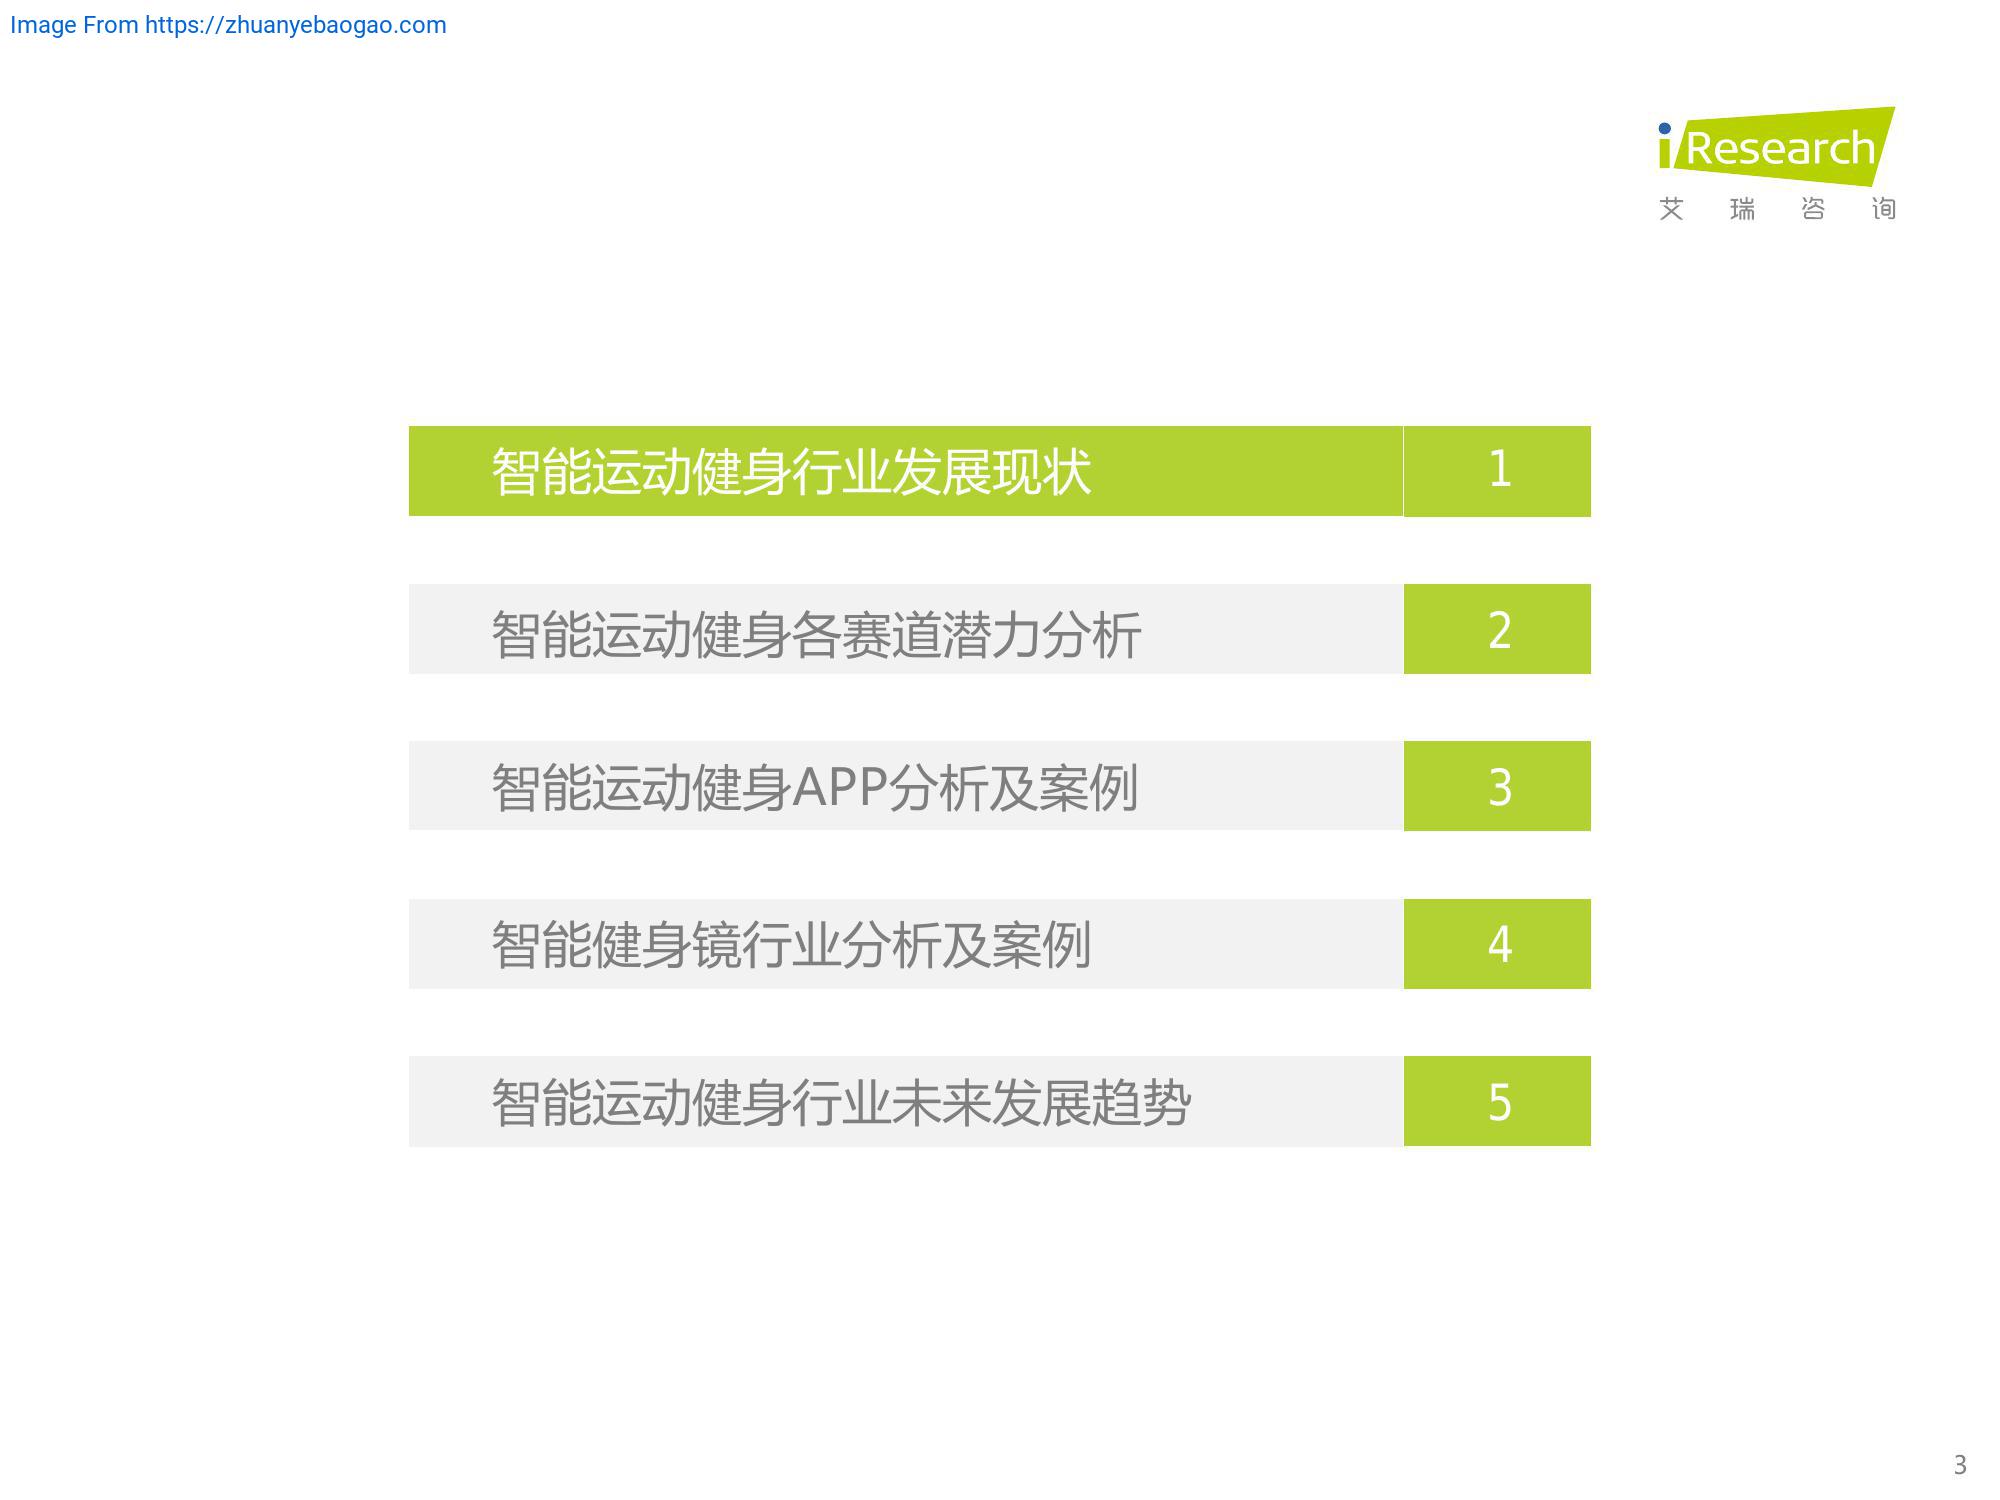 Image From https://zhuanyebaogao.com
iResearch
艾瑞咨询
智能运动健身行业发展现状 1
智能运动健身各赛道潜力分析 2
智能运动健身APP分析及案例 3
智能健身镜行业分析及案例 4
智能运动健身行业未来发展趋势 5
3